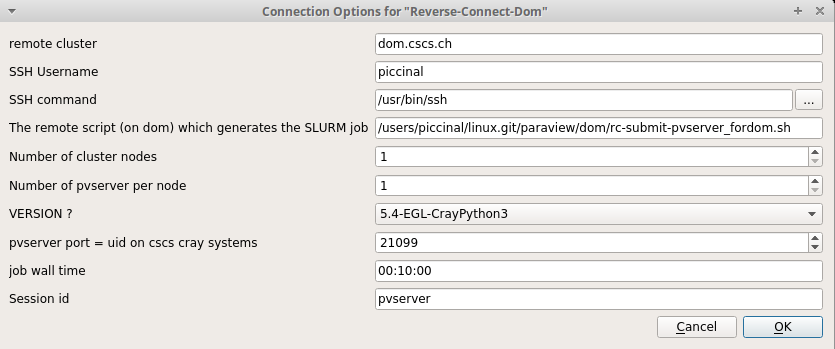 Connection Options for "Reverse-Connect-Dom"
remote cluster dom.cscs.ch
SSH Username piccinal
SSH command /usr/bin/ssh ...
The remote script (on dom) which generates the SLURM job /users/piccinal/linux.git/paraview/dom/rc-submit-pvserver_fordom.sh
Number of cluster nodes 1
Number of pvserver per node 1
VERSION ? 5.4-EGL-CrayPython3
pvserver port = uid on cscs cray systems 21099
job wall time 00:10:00
Session id pvserver
Cancel OK